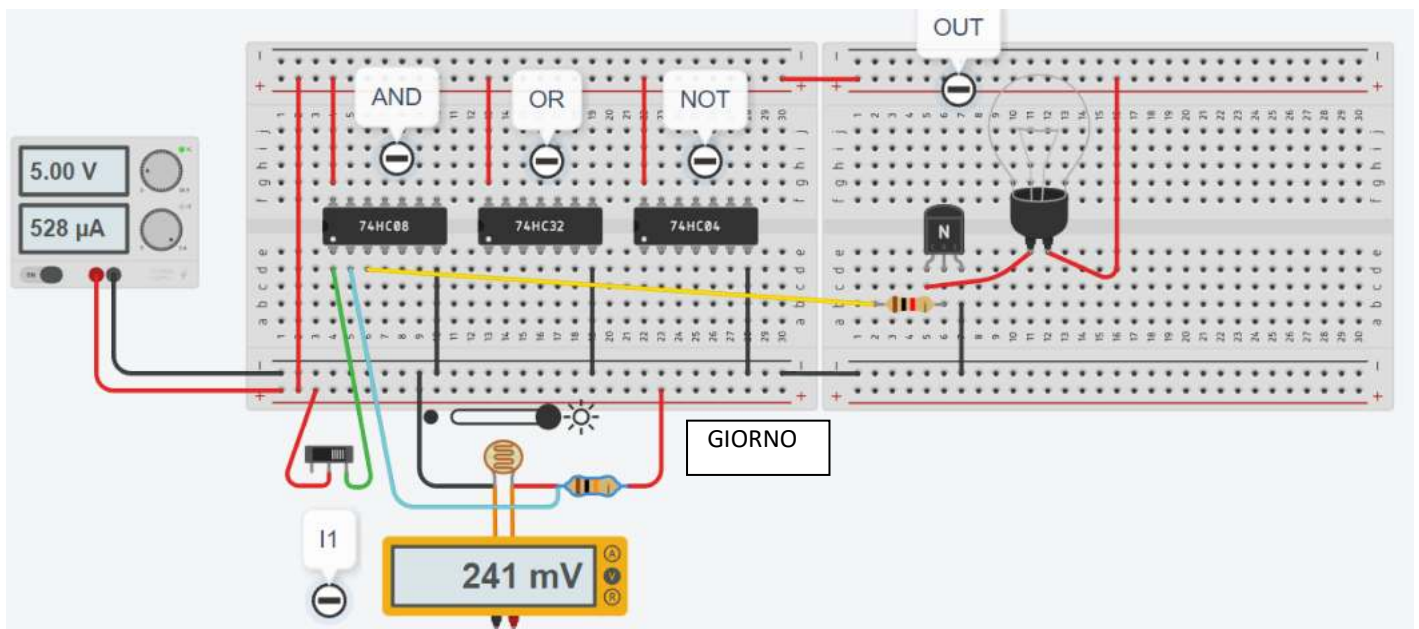 OUT
AND
OR
NOT
5.00 V
528 µA
74HC08
74HC32
74HC04
N
GIORNO
I1
241 mV
A
V
R